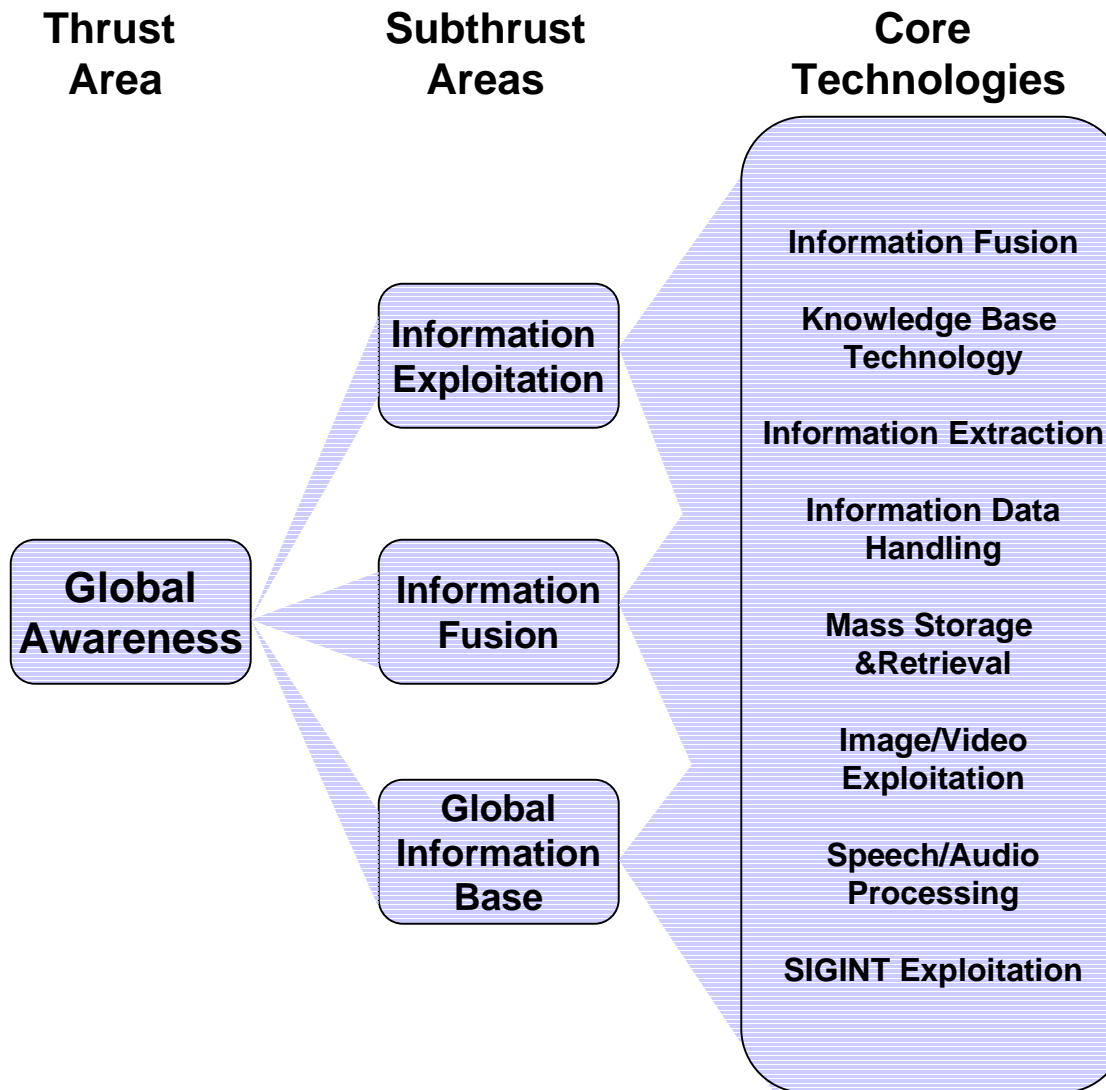 Thrust
Area
Subthrust
Areas
Core
Technologies
Global
Awareness
Information
Exploitation
Information
Fusion
Global
Information
Base
Information Fusion
Knowledge Base
Technology
Information Extraction
Information Data
Handling
Mass Storage
&Retrieval
Image/Video
Exploitation
Speech/Audio
Processing
SIGINT Exploitation